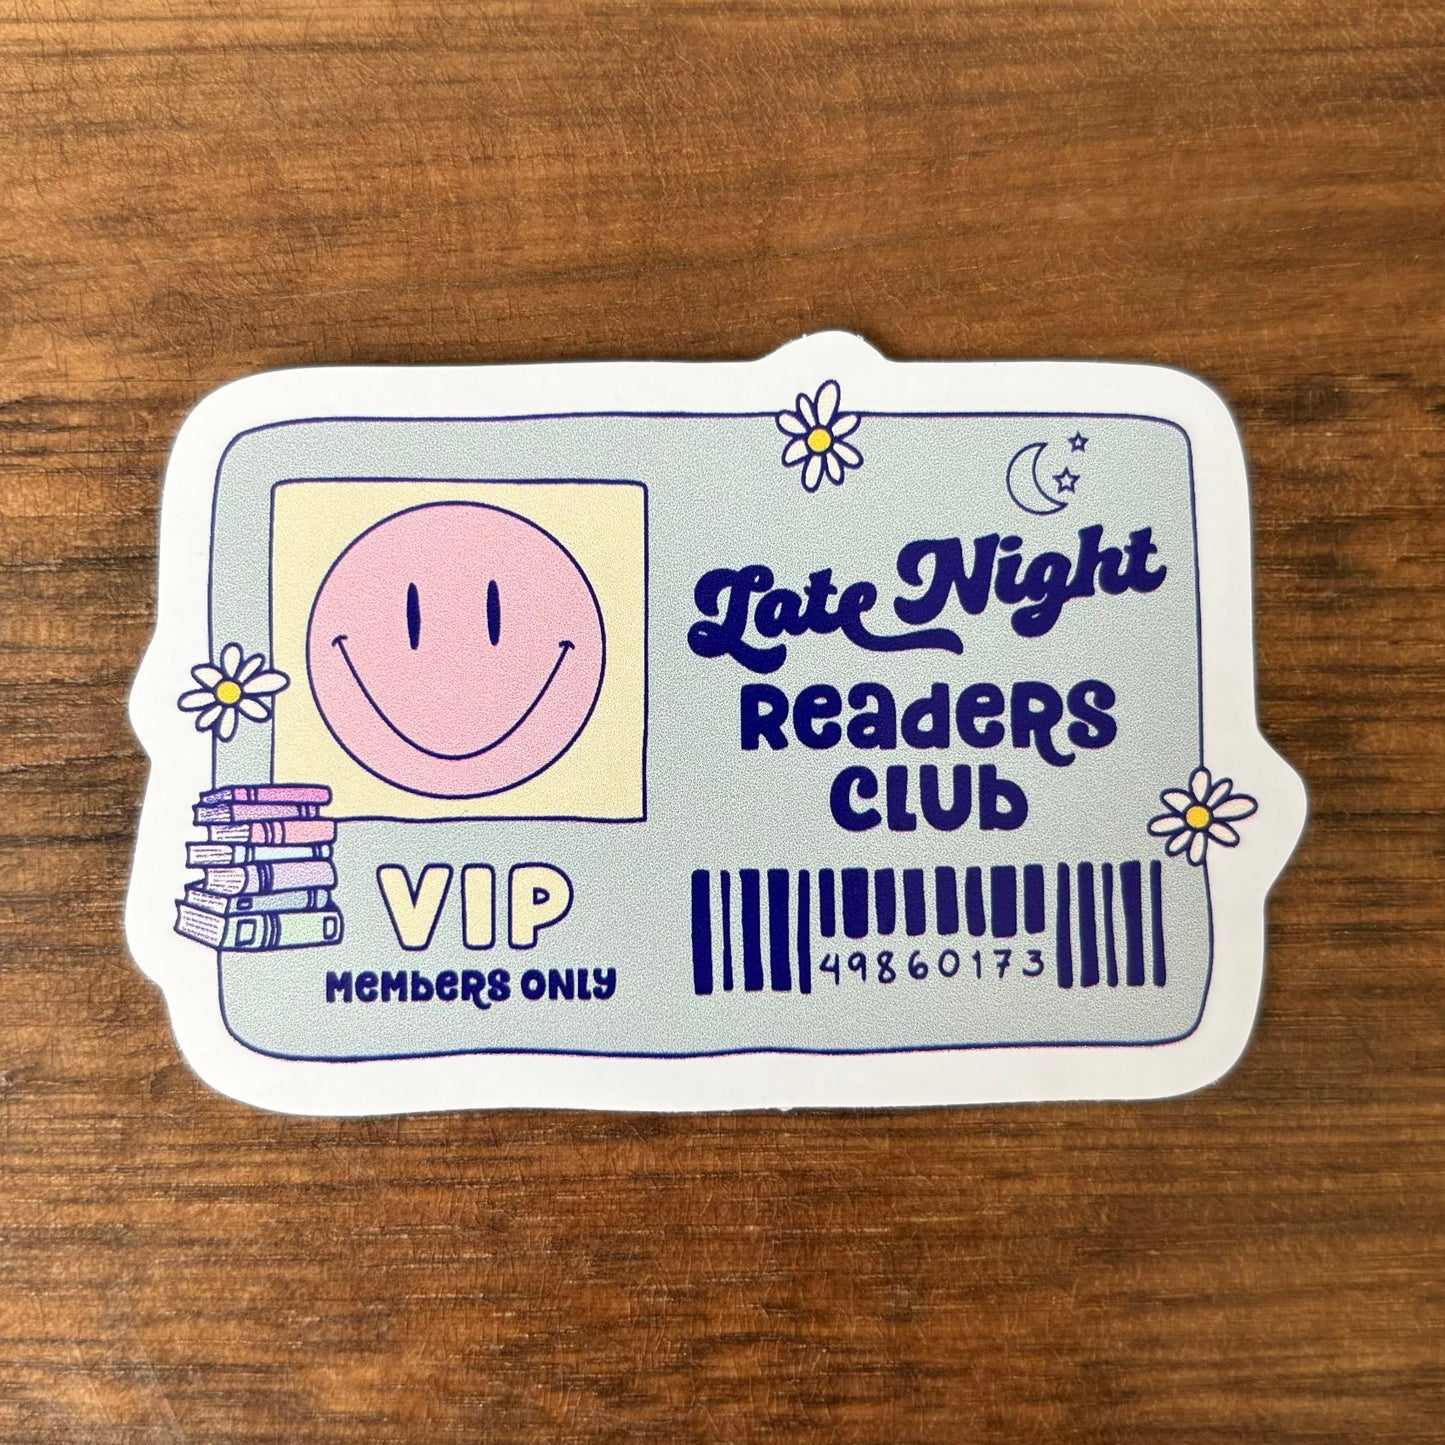 Late Night
Readers
Club
VIP
Members Only
49860173